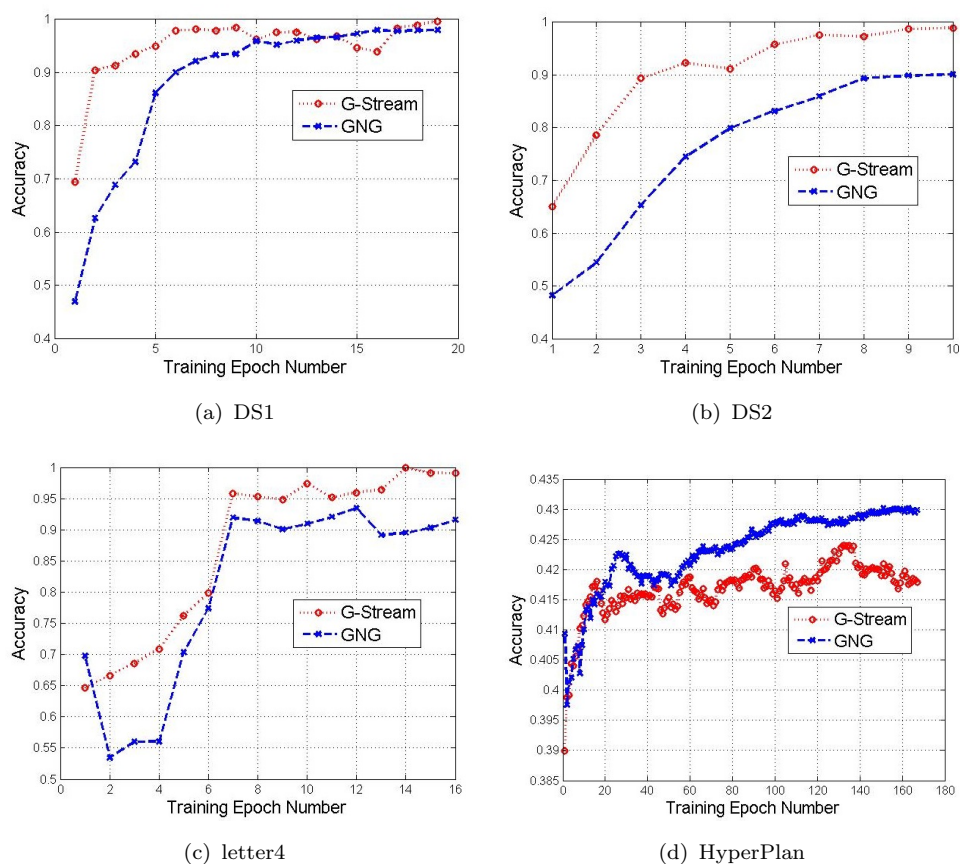 1
0.9
0.8
0.7
0.6
0.5
0.4
0 5 10 15 20
Accuracy
Training Epoch Number
G-Stream
GNG
(a) DS1
1
0.9
0.8
0.7
0.6
0.5
0.4
1 2 3 4 5 6 7 8 9 10
Accuracy
Training Epoch Number
G-Stream
GNG
(b) DS2
1
0.95
0.9
0.85
0.8
0.75
0.7
0.65
0.6
0.55
0.5
0 2 4 6 8 10 12 14 16
Accuracy
Training Epoch Number
G-Stream
GNG
(c) letter4
0.435
0.43
0.425
0.42
0.415
0.41
0.405
0.4
0.395
0.39
0.385
0 20 40 60 80 100 120 140 160 180
Accuracy
Training Epoch Number
G-Stream
GNG
(d) HyperPlan